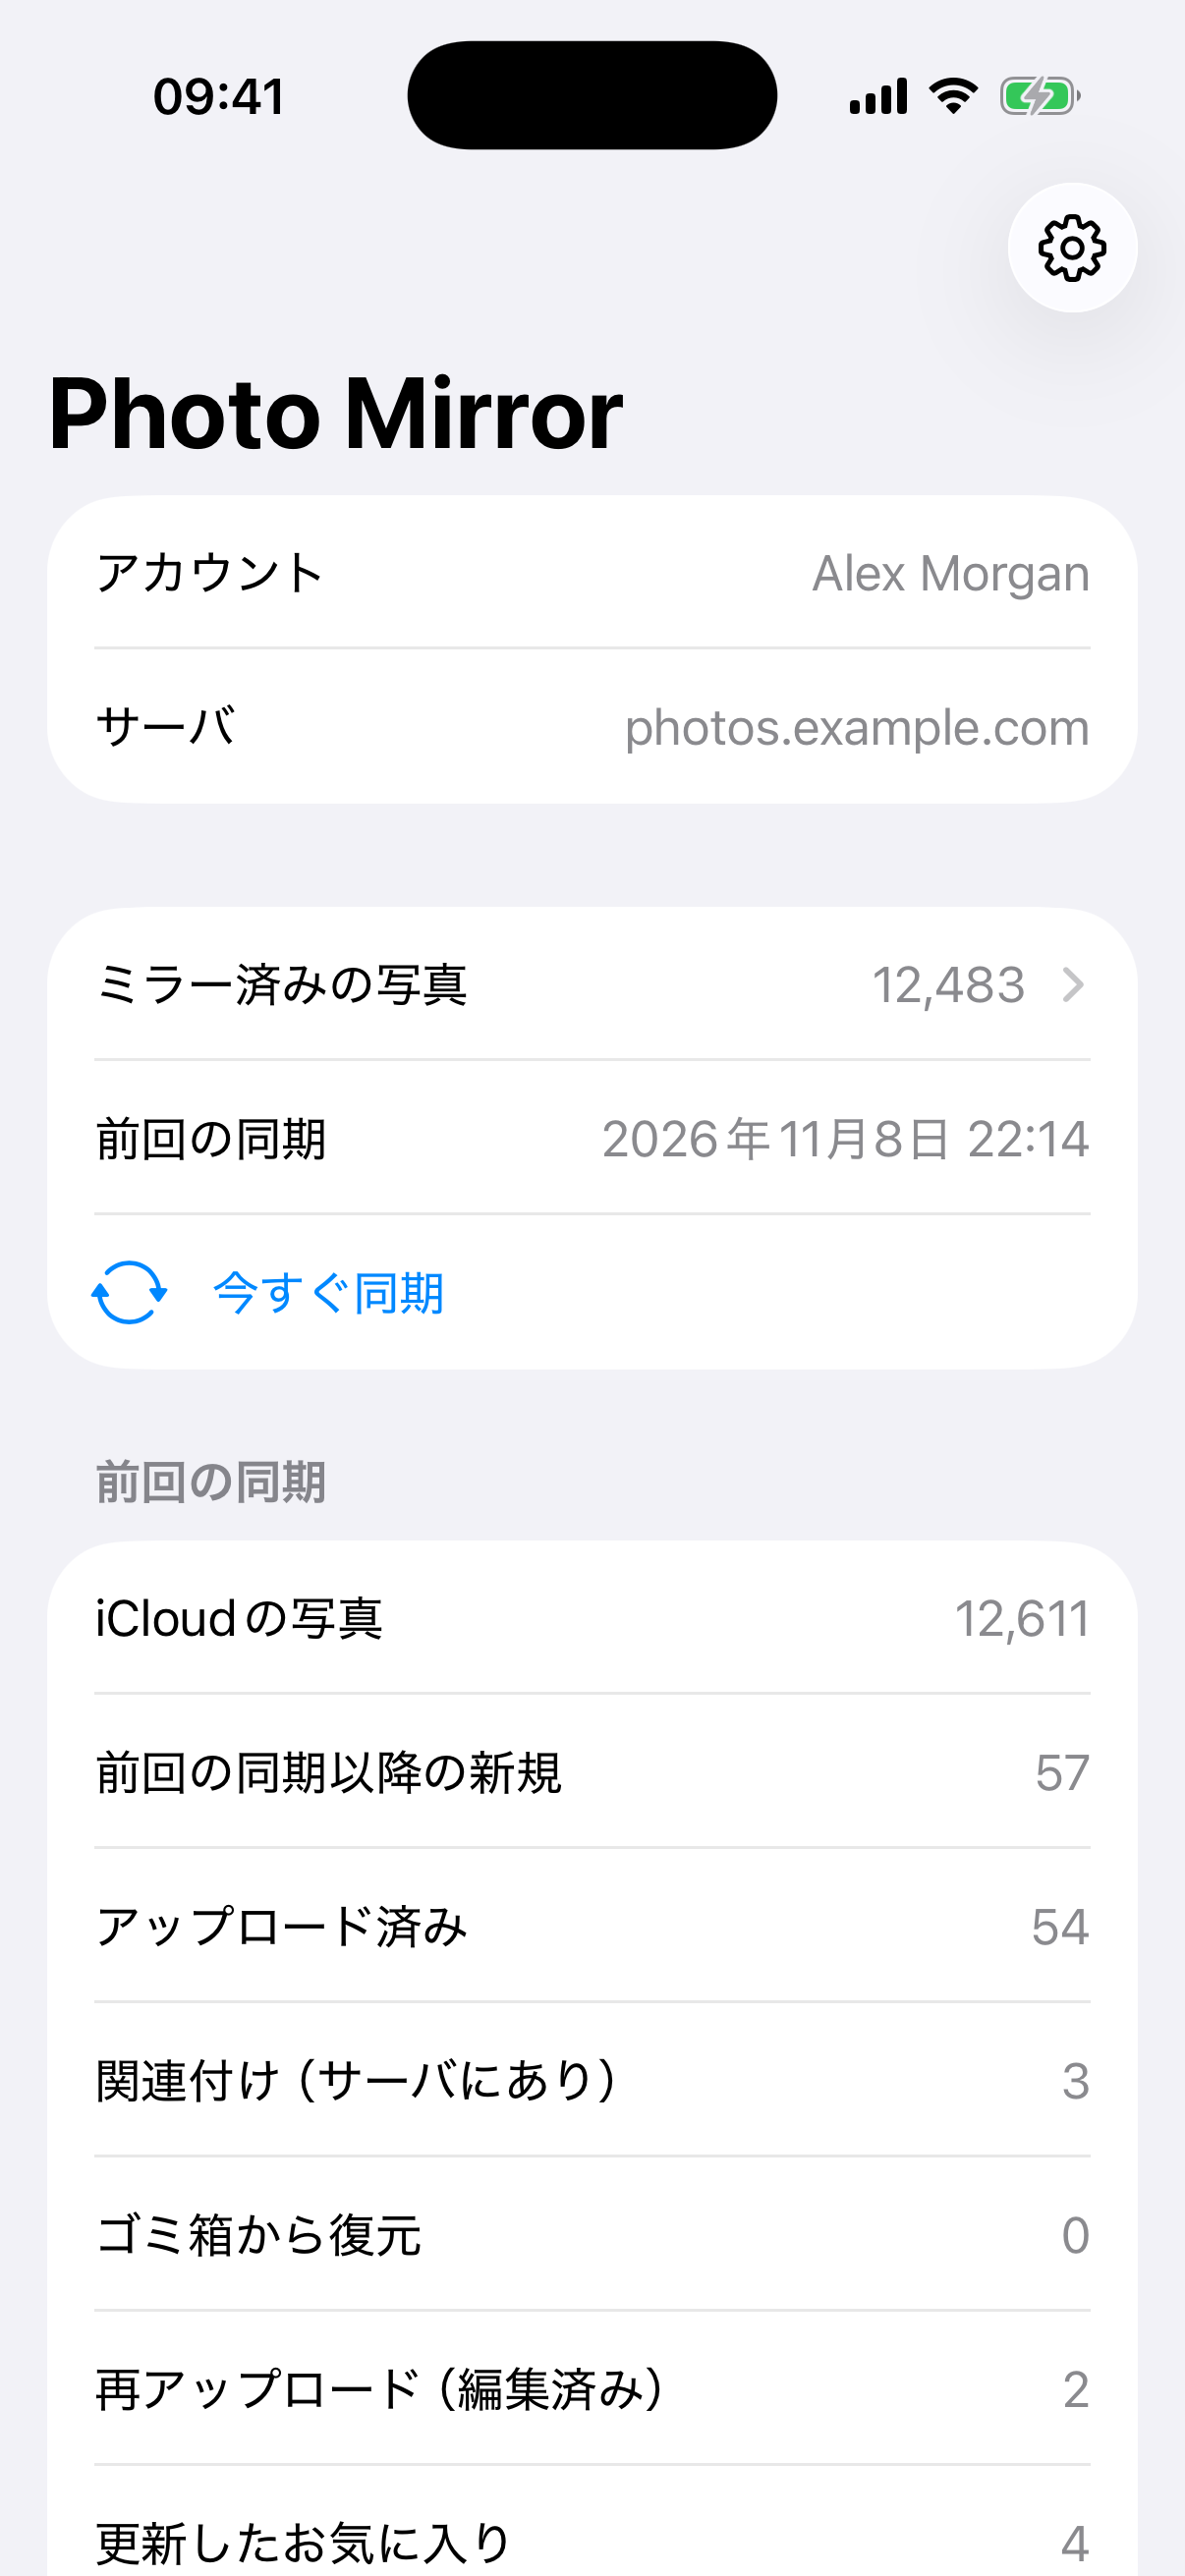 09:41
Photo Mirror
アカウント Alex Morgan
サーバ photos.example.com
ミラー済みの写真 12,483
前回の同期 2026年11月8日 22:14
今すぐ同期
前回の同期
iCloudの写真 12,611
前回の同期以降の新規 57
アップロード済み 54
関連付け（サーバにあり） 3
ゴミ箱から復元 0
再アップロード（編集済み） 2
更新したお気に入り 4